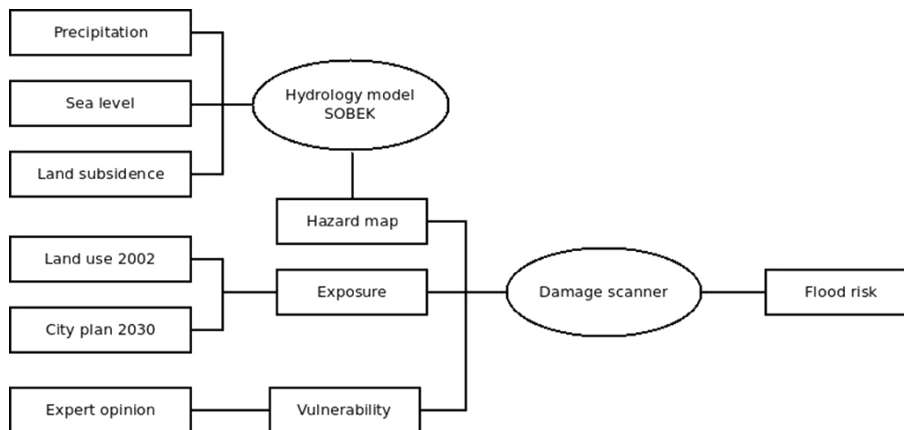 Precipitation
Sea level
Land subsidence
Hydrology model
SOBEK
Hazard map
Land use 2002
City plan 2030
Exposure
Damage scanner
Flood risk
Expert opinion
Vulnerability